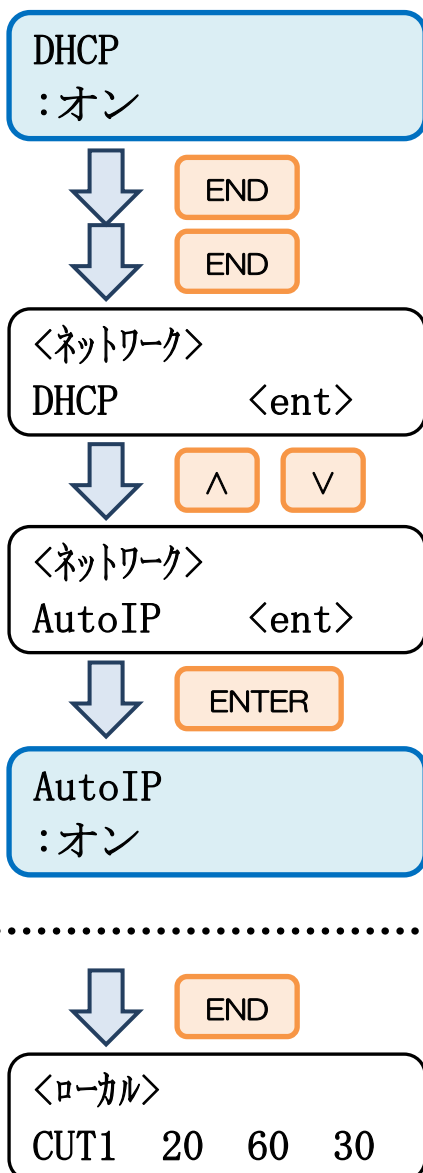 DHCP
:オン
END
END
<ネットワーク>
DHCP <ent>
∧ ∨
<ネットワーク>
AutoIP <ent>
ENTER
AutoIP
:オン
END
<ローカル>
CUT1 20 60 30